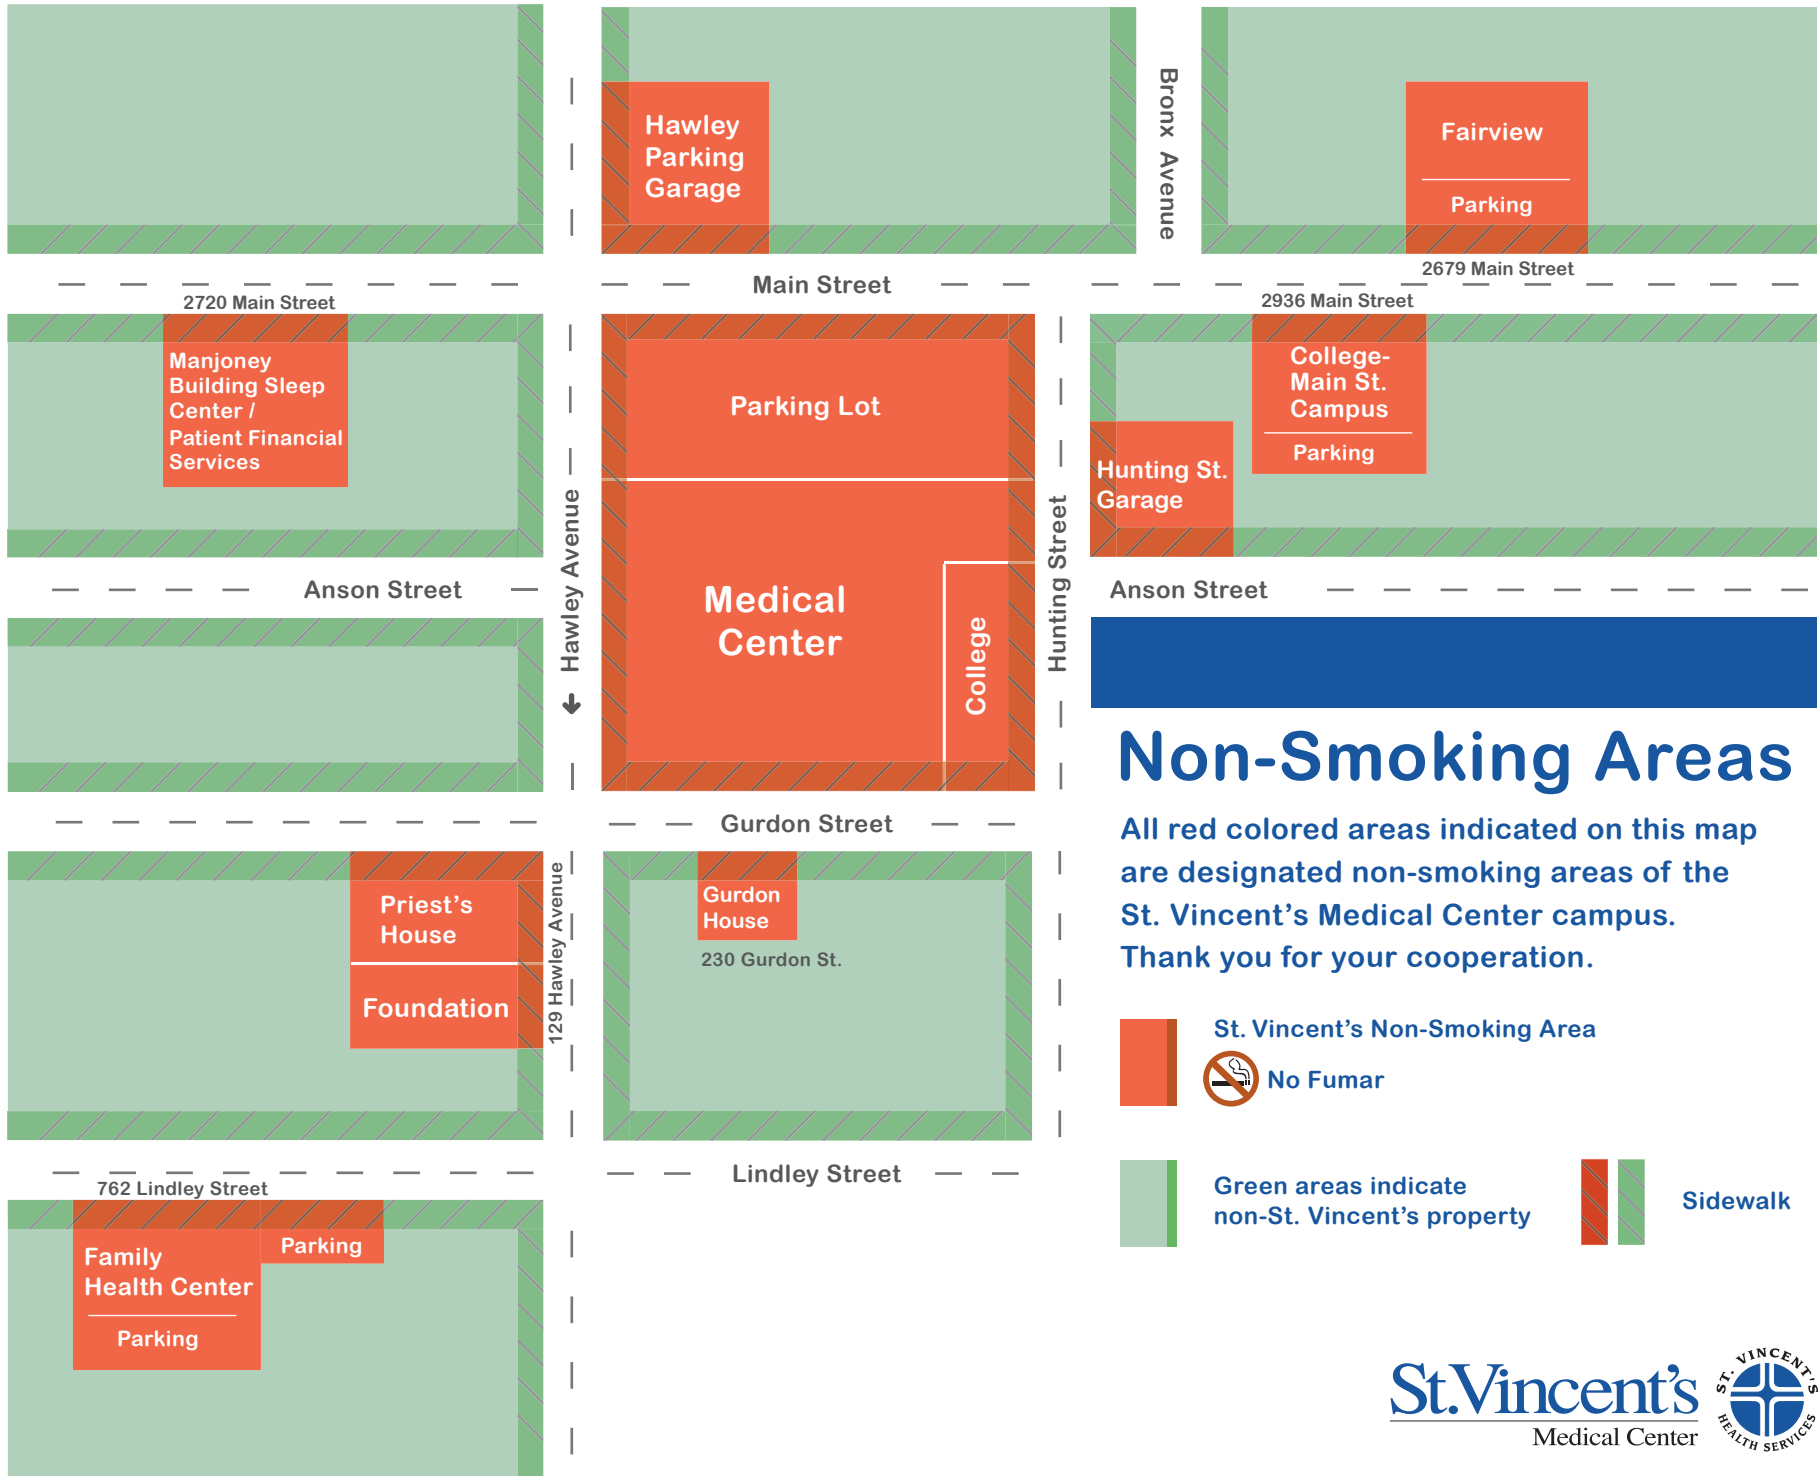 Hawley
Parking
Garage
Bronx Avenue
Fairview
Parking
2679 Main Street
Main Street
2720 Main Street
2936 Main Street
Manjoney
Building Sleep
Center /
Patient Financial
Services
Parking Lot
College-
Main St.
Campus
Parking
Hunting St.
Garage
Hawley Avenue
Hunting Street
Anson Street
Anson Street
Medical
Center
College
Non-Smoking Areas
All red colored areas indicated on this map
are designated non-smoking areas of the
St. Vincent's Medical Center campus.
Thank you for your cooperation.
Gurdon Street
Priest's
House
Foundation
129 Hawley Avenue
Gurdon
House
230 Gurdon St.
St. Vincent's Non-Smoking Area
No Fumar
Green areas indicate
non-St. Vincent's property
Sidewalk
Lindley Street
762 Lindley Street
Family
Health Center
Parking
Parking
St.Vincent's
Medical Center
ST. VINCENT'S
HEALTH SERVICES